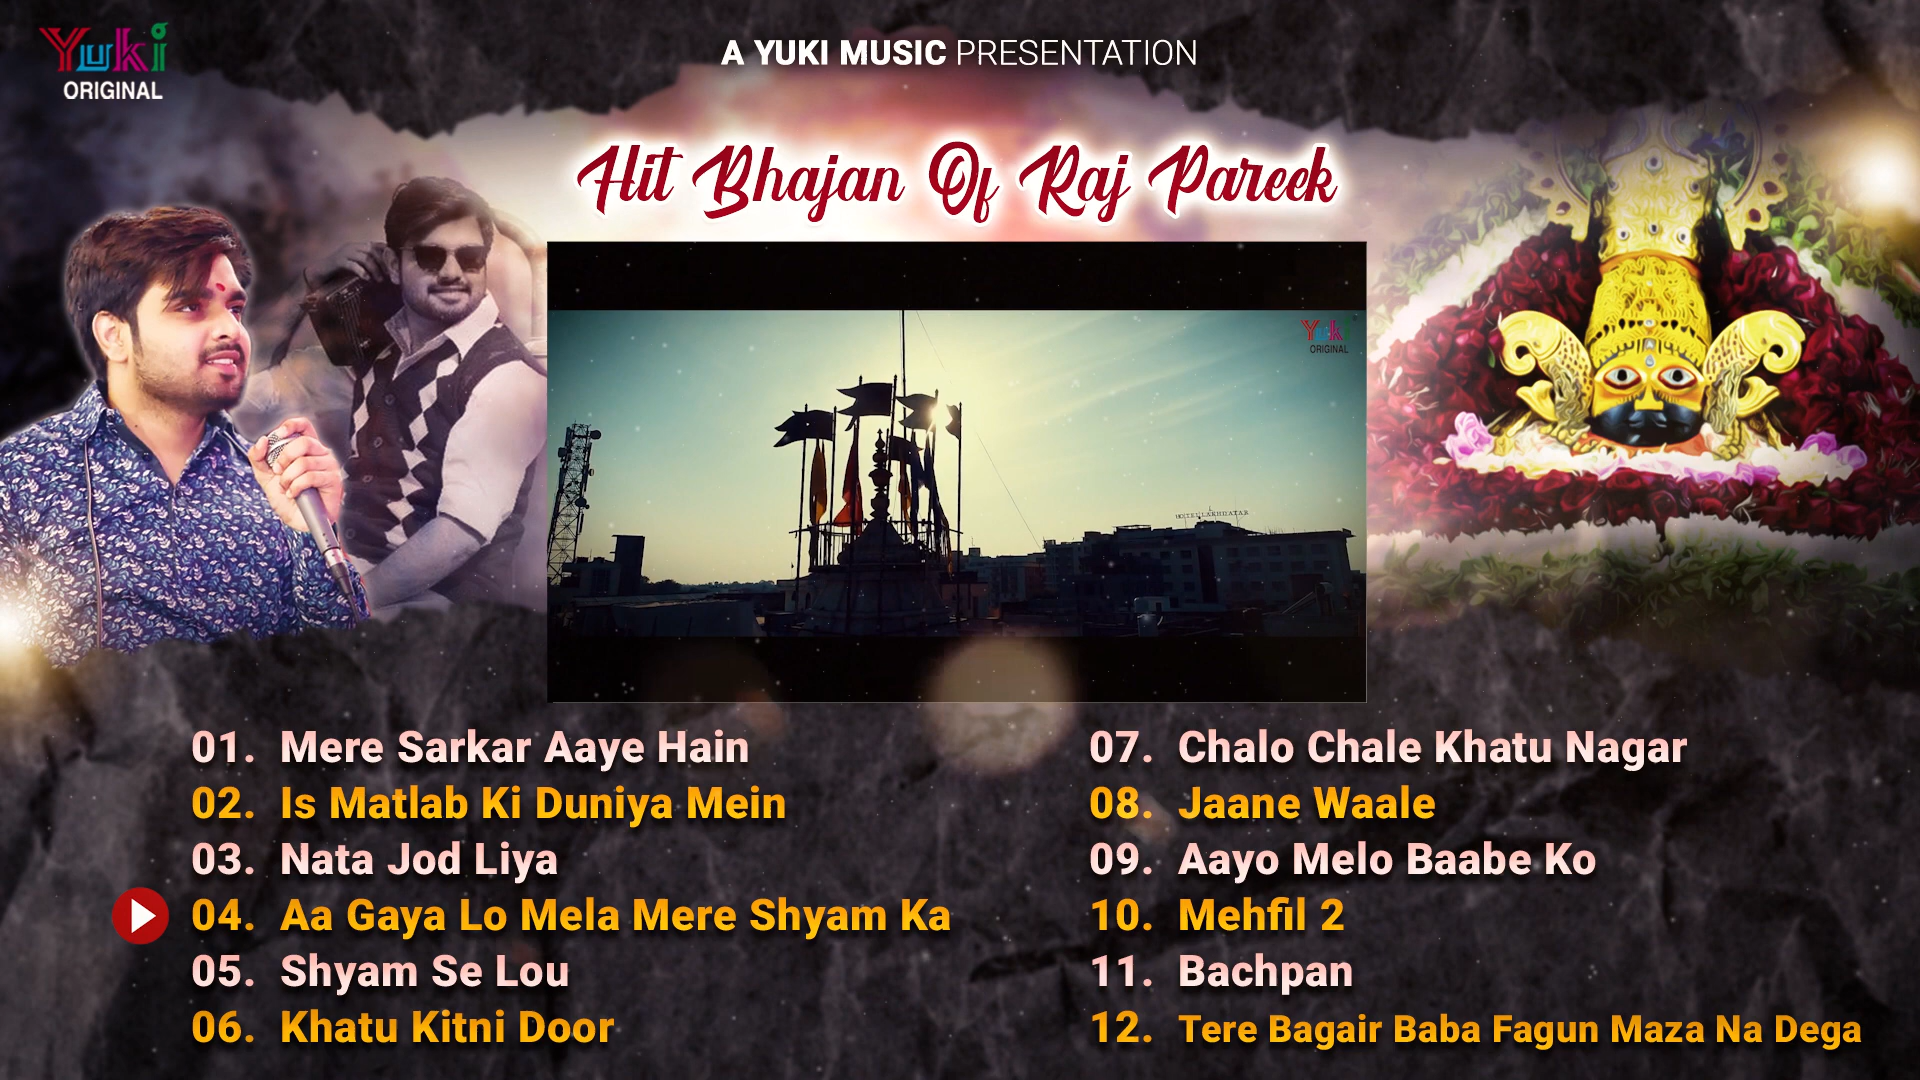 Yuki
ORIGINAL
A YUKI MUSIC PRESENTATION
Hit Bhajan Of Raj Pareek
Yuki
ORIGINAL
HOTEL LAKHDATAR
01. Mere Sarkar Aaye Hain
02. Is Matlab Ki Duniya Mein
03. Nata Jod Liya
04. Aa Gaya Lo Mela Mere Shyam Ka
05. Shyam Se Lou
06. Khatu Kitni Door
07. Chalo Chale Khatu Nagar
08. Jaane Waale
09. Aayo Melo Baabe Ko
10. Mehfil 2
11. Bachpan
12. Tere Bagair Baba Fagun Maza Na Dega